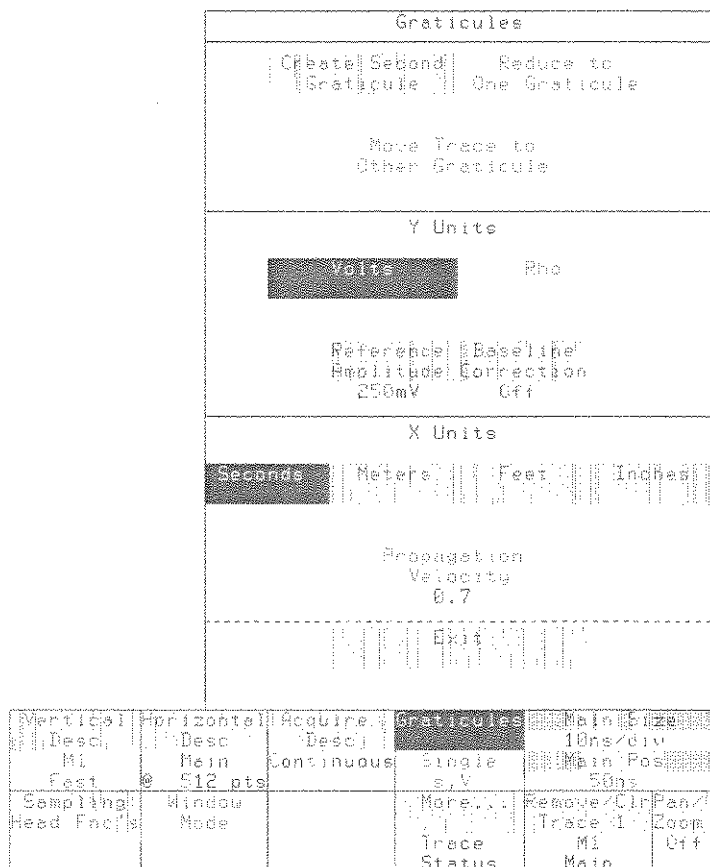 Graticules
Create Second Reduce to
Graticule One Graticule
Move Trace to
Other Graticule
Y Units
Volts Rho
Reference Baseline
Amplitude Correction
250mV Off
X Units
Seconds Meters Feet Inches
Propagation
Velocity
0.7
Exit
Vertical Horizontal Acquire Graticules Main Size
Desc Desc Desc 10ns/div
M1 Main Continuous Single Main Pos
Fast @ 512 pts s,V 50ns
Sampling Window More... Remove/Clr Pan/
Head Fnc's Mode Trace 1 Zoom
Trace M1 Off
Status Main